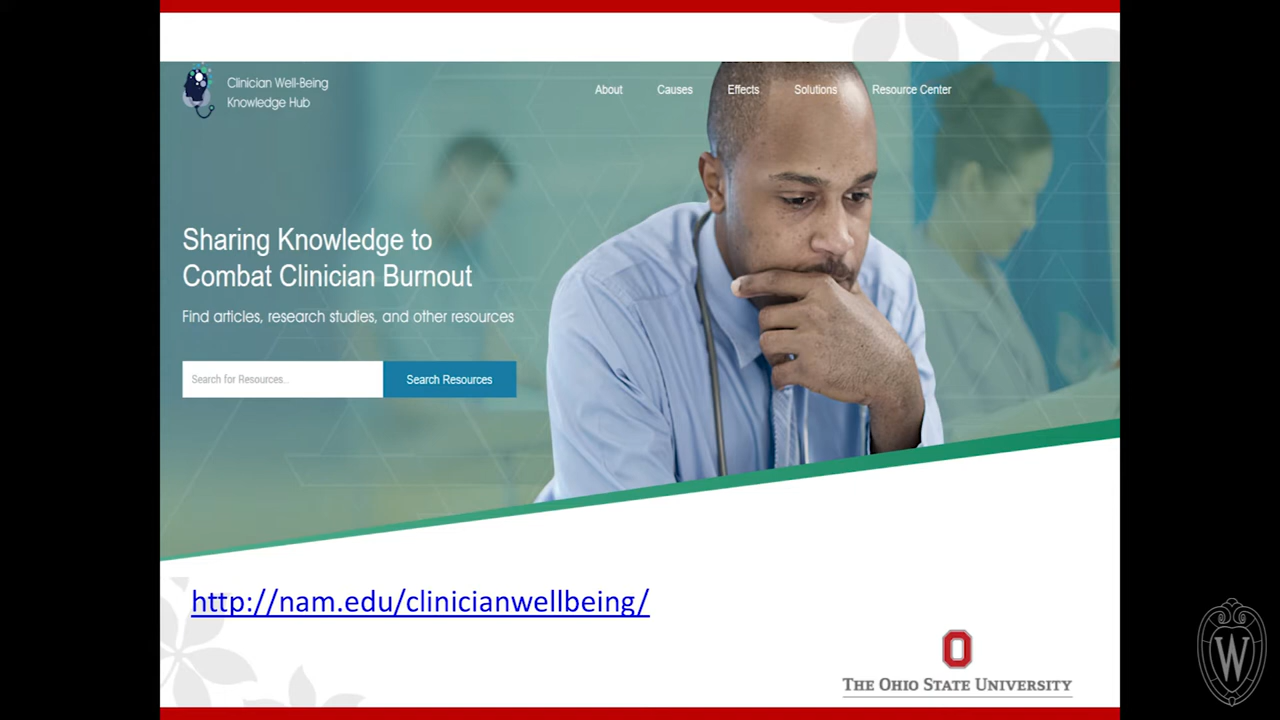 Clinician Well-Being
Knowledge Hub
About Causes Effects Solutions Resource Center
Sharing Knowledge to
Combat Clinician Burnout
Find articles, research studies, and other resources
Search for Resources.. Search Resources
http://nam.edu/clinicianwellbeing/
O
THE OHIO STATE UNIVERSITY
W